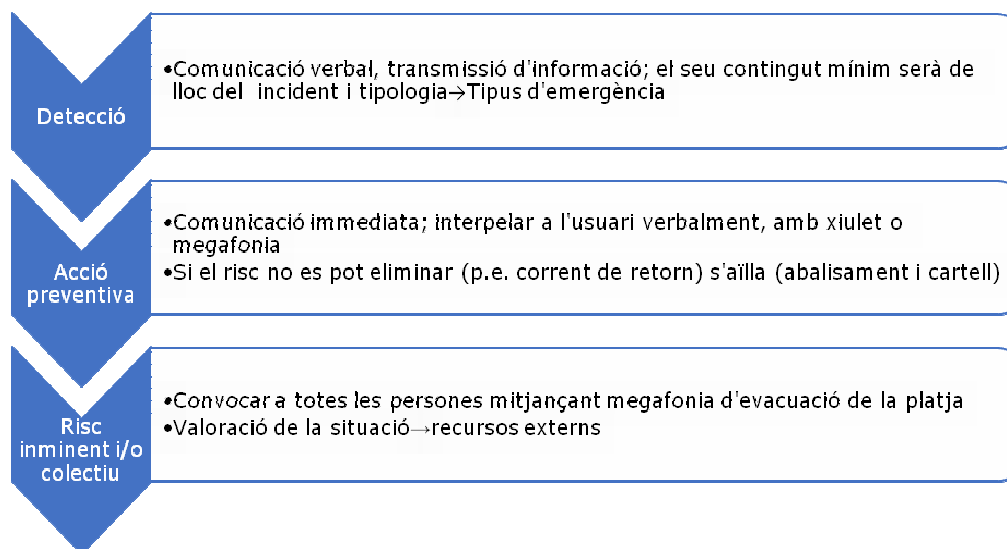 Detecció
•Comunicació verbal, transmissió d'informació; el seu contingut mínim serà de
lloc del incident i tipologia→Tipus d'emergència
Acció
preventiva
•Comunicació immediata; interpelar a l'usuari verbalment, amb xiulet o
megafonia
•Si el risc no es pot eliminar (p.e. corrent de retorn) s'aïlla (abalisament i cartell)
Risc
inminent i/o
colectiu
•Convocar a totes les persones mitjançant megafonia d'evacuació de la platja
•Valoració de la situació→recursos externs